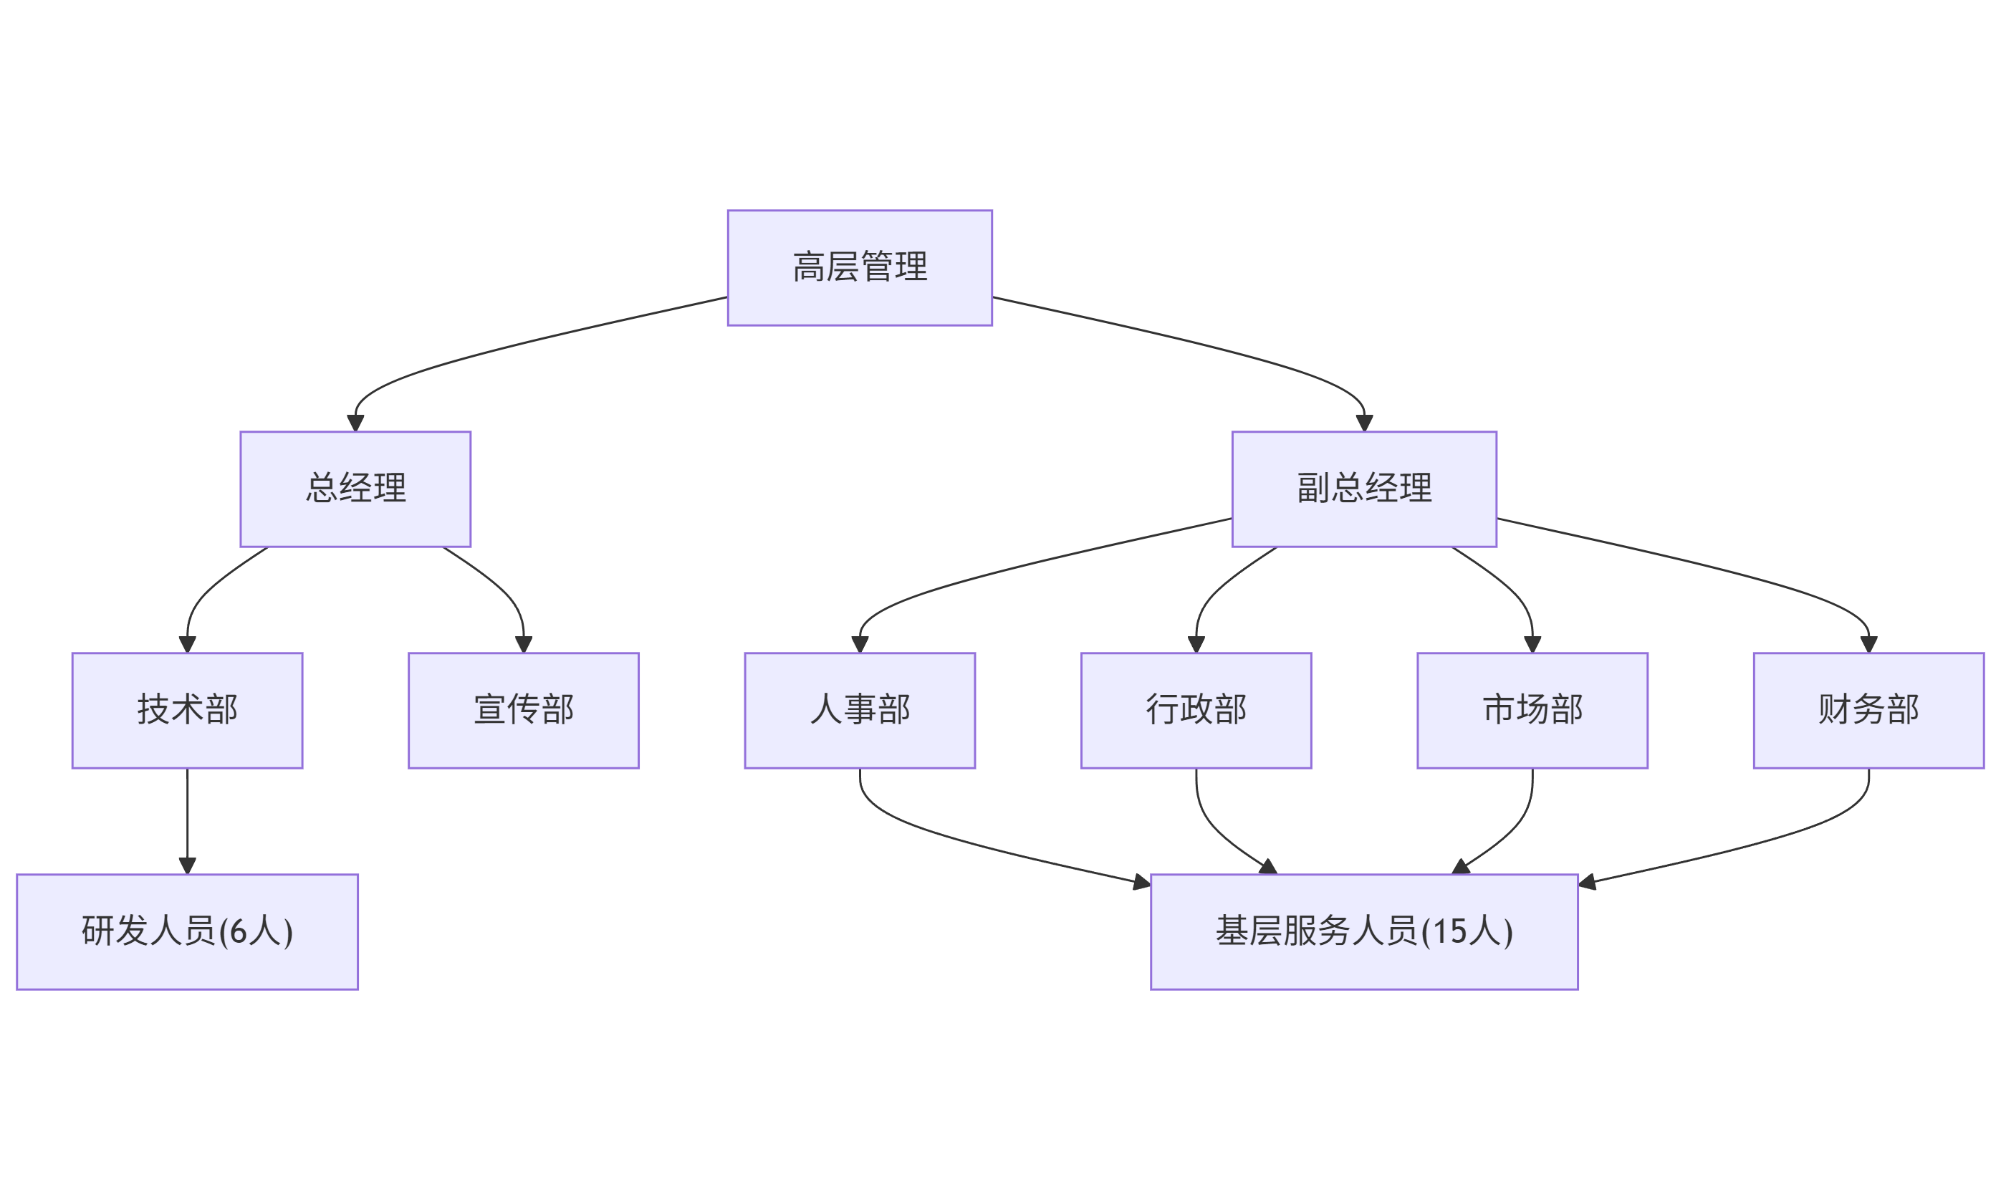 高层管理
总经理
副总经理
技术部
宣传部
人事部
行政部
市场部
财务部
研发人员(6人)
基层服务人员(15人)